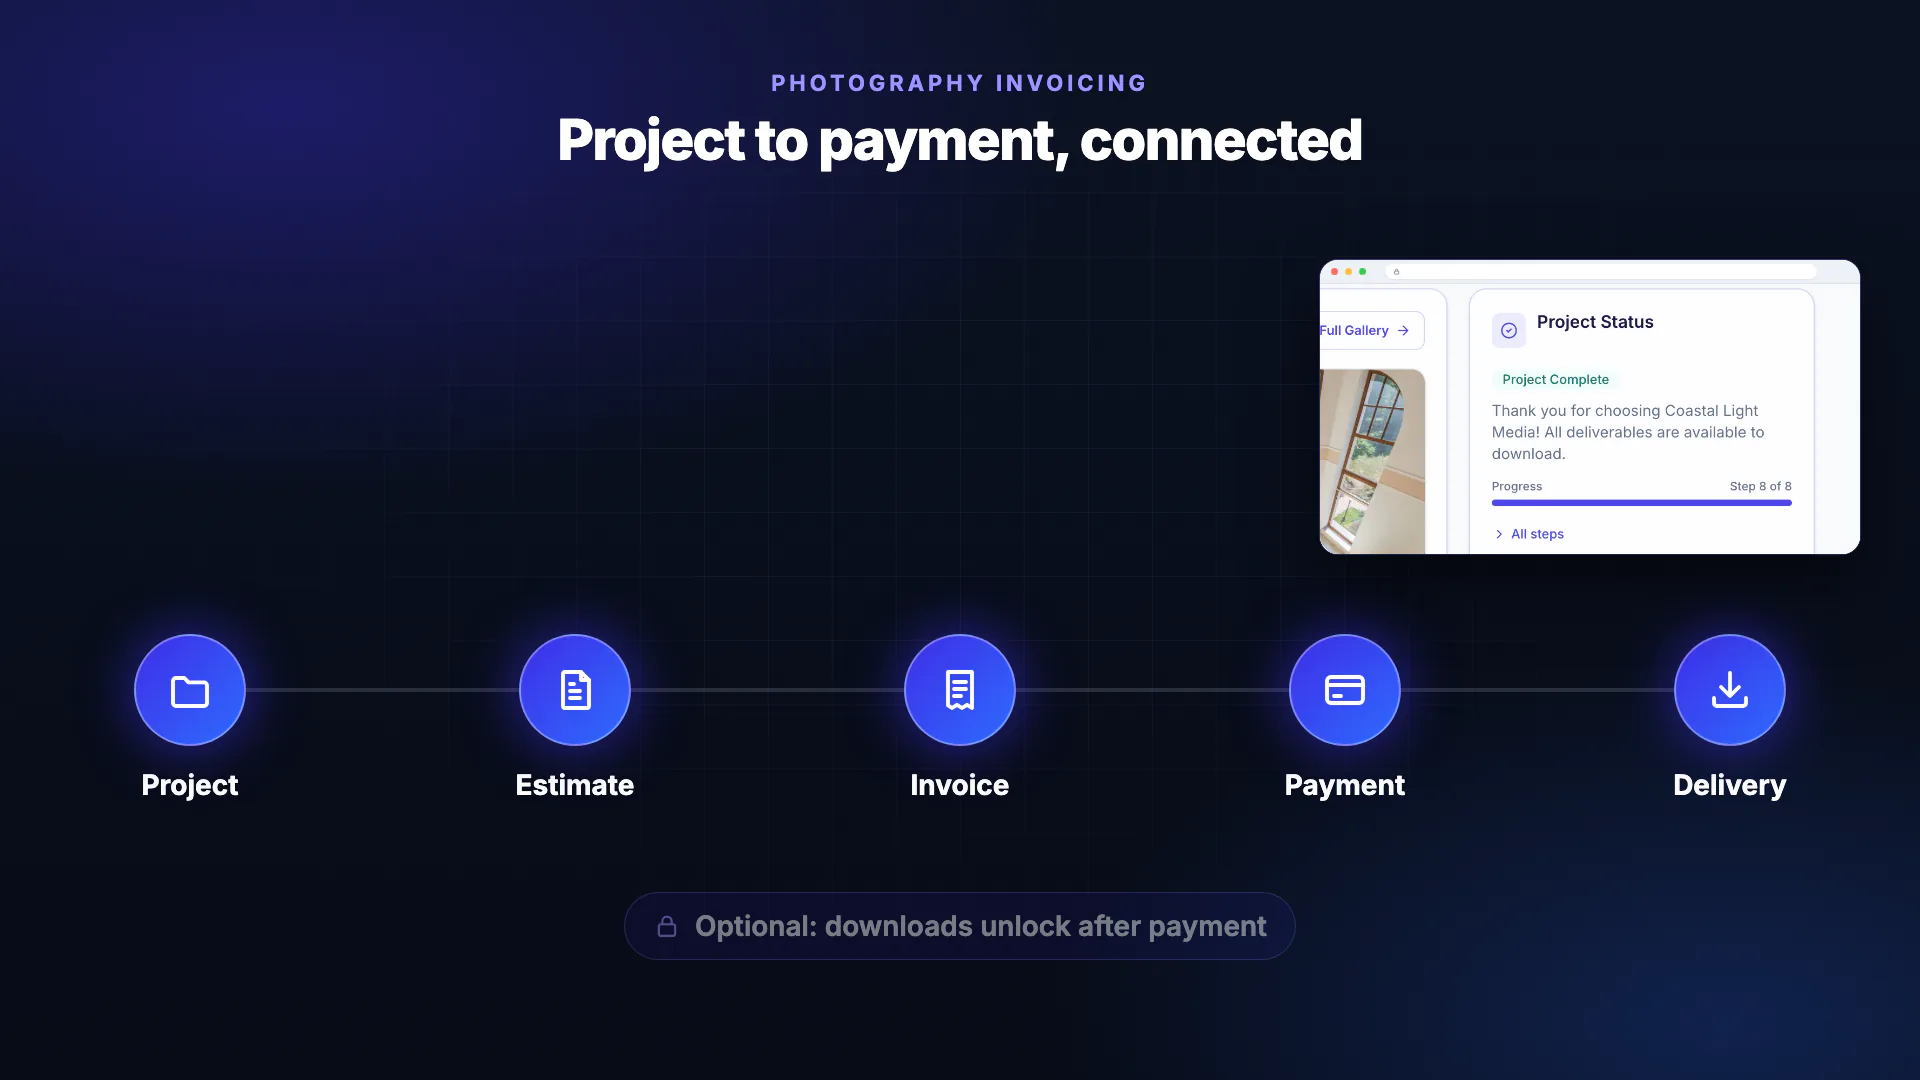 PHOTOGRAPHY INVOICING
Project to payment, connected
Full Gallery
Project Status
Project Complete
Thank you for choosing Coastal Light
Media! All deliverables are available to
download.
Progress
Step 8 of 8
All steps
Project
Estimate
Invoice
Payment
Delivery
Optional: downloads unlock after payment